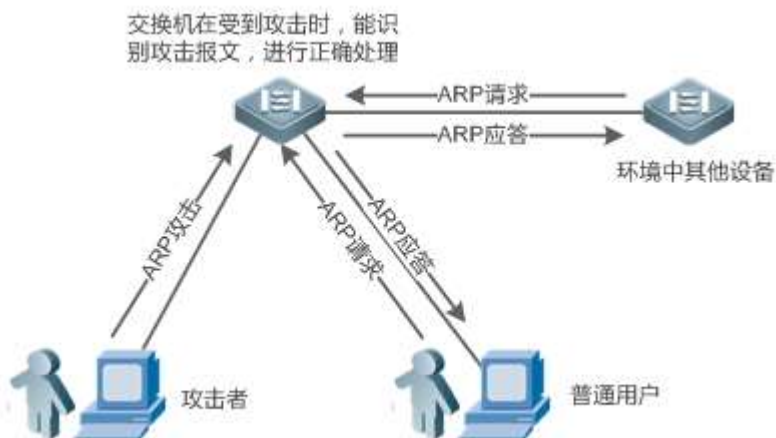 交换机在受到攻击时，能识
别攻击报文，进行正确处理
ARP请求
ARP应答
环境中其他设备
ARP攻击
ARP请求
ARP应答
攻击者
普通用户